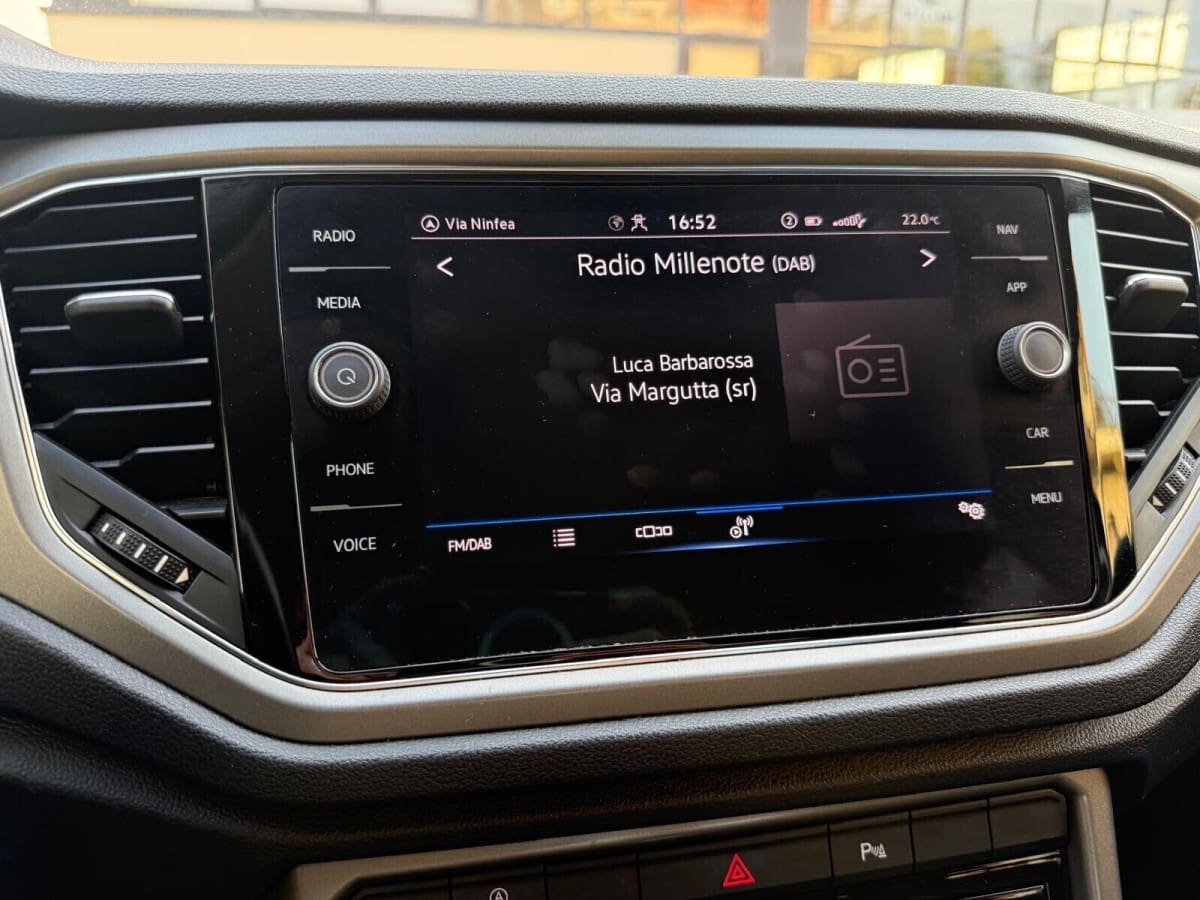 RADIO
MEDIA
PHONE
VOICE
Via Ninfea
16:52
2
22.0°C
Radio Millenote (DAB)
Luca Barbarossa
Via Margutta (sr)
FM/DAB
NAV
APP
CAR
MENU
A
P